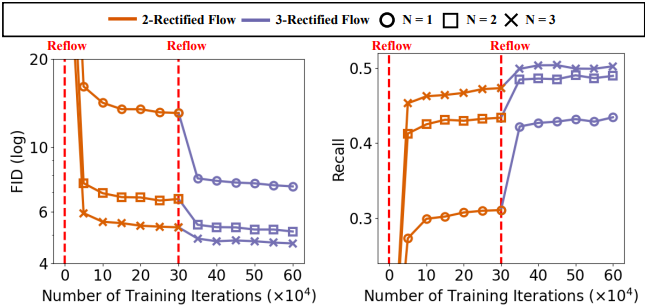 2-Rectified Flow 3-Rectified Flow N = 1 N = 2 N = 3
Reflow Reflow
20
10
6
4
FID (log)
0 10 20 30 40 50 60
Number of Training Iterations (×10⁴)
Reflow Reflow
0.5
0.4
0.3
Recall
0 10 20 30 40 50 60
Number of Training Iterations (×10⁴)